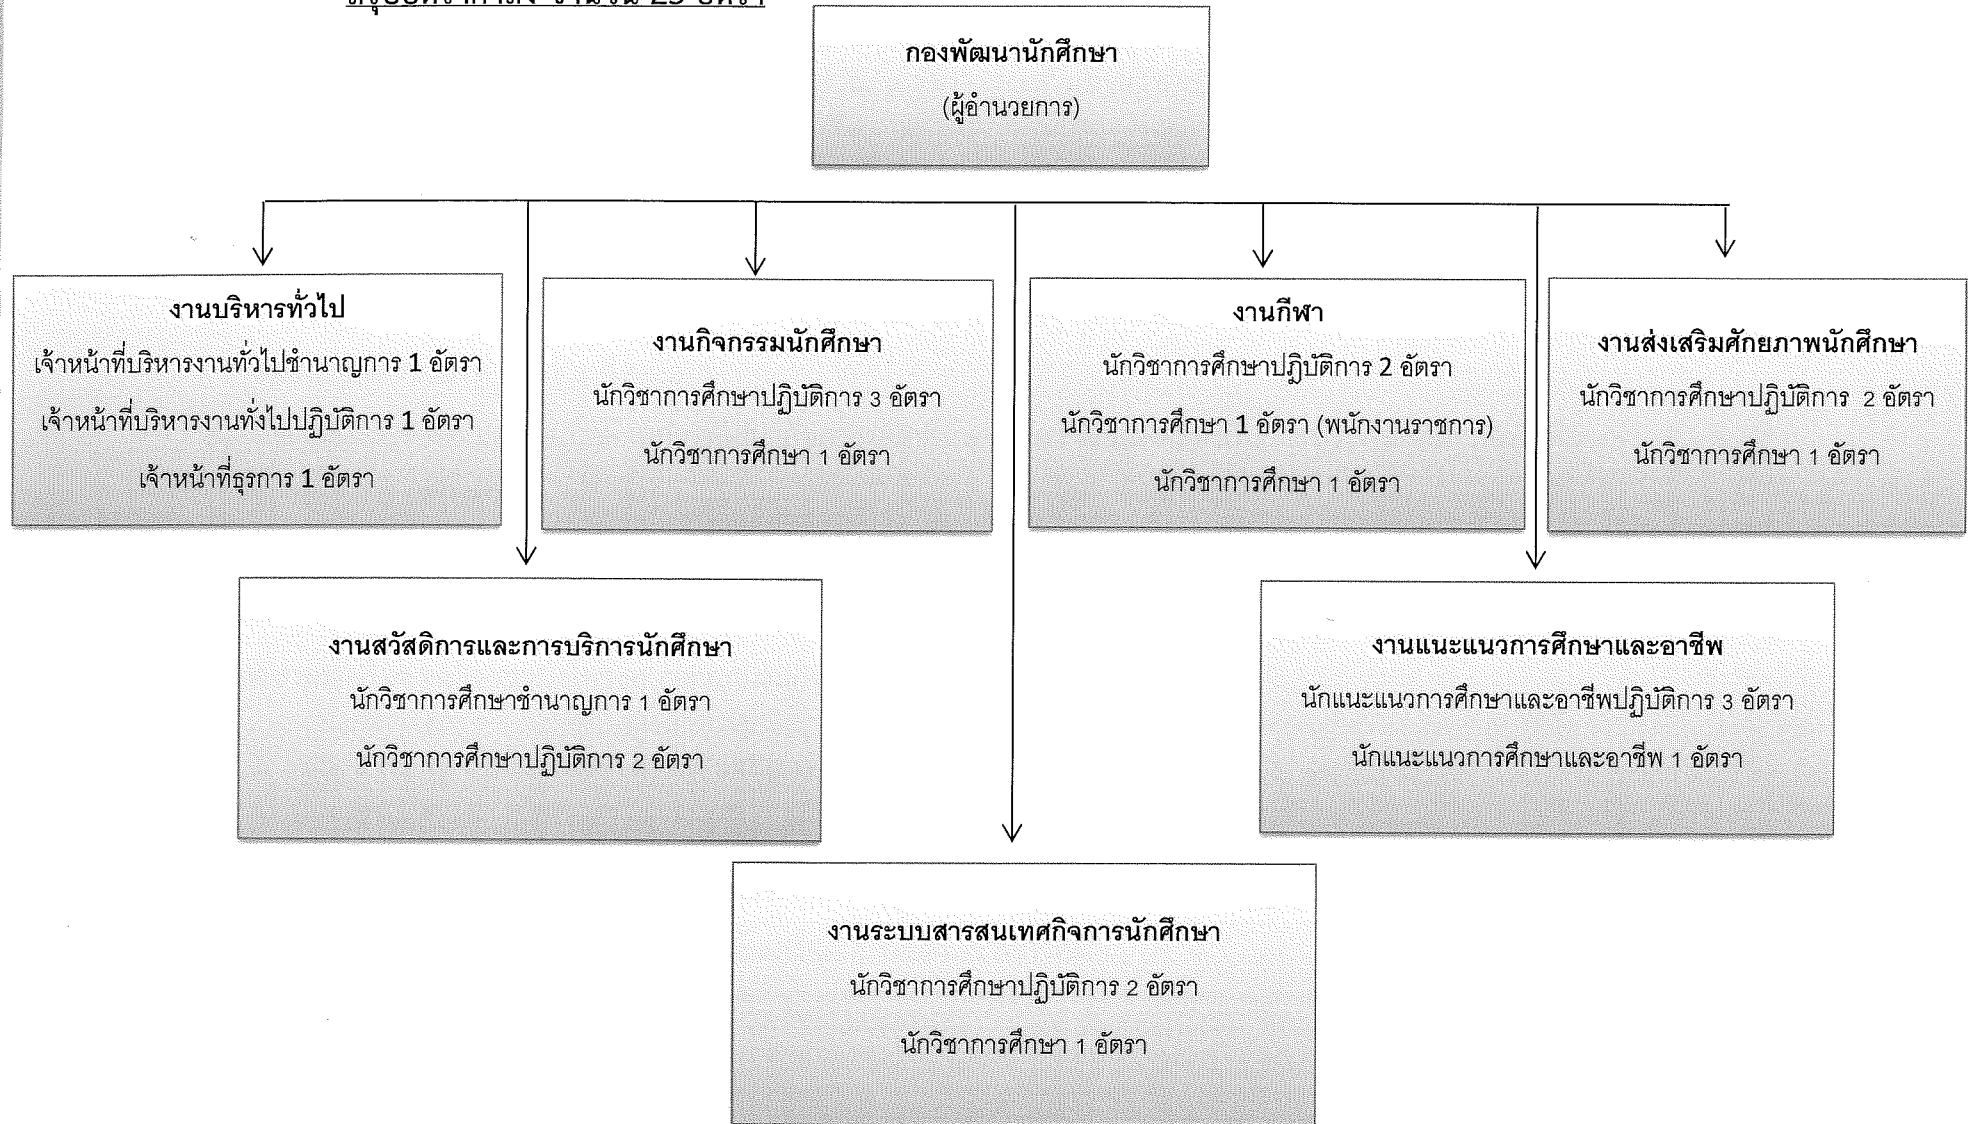 จำนวน 25 อัตรา
กองพัฒนานักศึกษา
(ผู้อำนวยการ)
งานบริหารทั่วไป
เจ้าหน้าที่บริหารงานทั่วไปชำนาญการ 1 อัตรา
เจ้าหน้าที่บริหารงานทั่งไปปฏิบัติการ 1 อัตรา
เจ้าหน้าที่ธุรการ 1 อัตรา
งานกิจกรรมนักศึกษา
นักวิชาการศึกษาปฏิบัติการ 3 อัตรา
นักวิชาการศึกษา 1 อัตรา
งานกีฬา
นักวิชาการศึกษาปฏิบัติการ 2 อัตรา
นักวิชาการศึกษา 1 อัตรา (พนักงานราชการ)
นักวิชาการศึกษา 1 อัตรา
งานส่งเสริมศักยภาพนักศึกษา
นักวิชาการศึกษาปฏิบัติการ 2 อัตรา
นักวิชาการศึกษา 1 อัตรา
งานสวัสดิการและการบริการนักศึกษา
นักวิชาการศึกษาชำนาญการ 1 อัตรา
นักวิชาการศึกษาปฏิบัติการ 2 อัตรา
งานแนะแนวการศึกษาและอาชีพ
นักแนะแนวการศึกษาและอาชีพปฏิบัติการ 3 อัตรา
นักแนะแนวการศึกษาและอาชีพ 1 อัตรา
งานระบบสารสนเทศกิจการนักศึกษา
นักวิชาการศึกษาปฏิบัติการ 2 อัตรา
นักวิชาการศึกษา 1 อัตรา